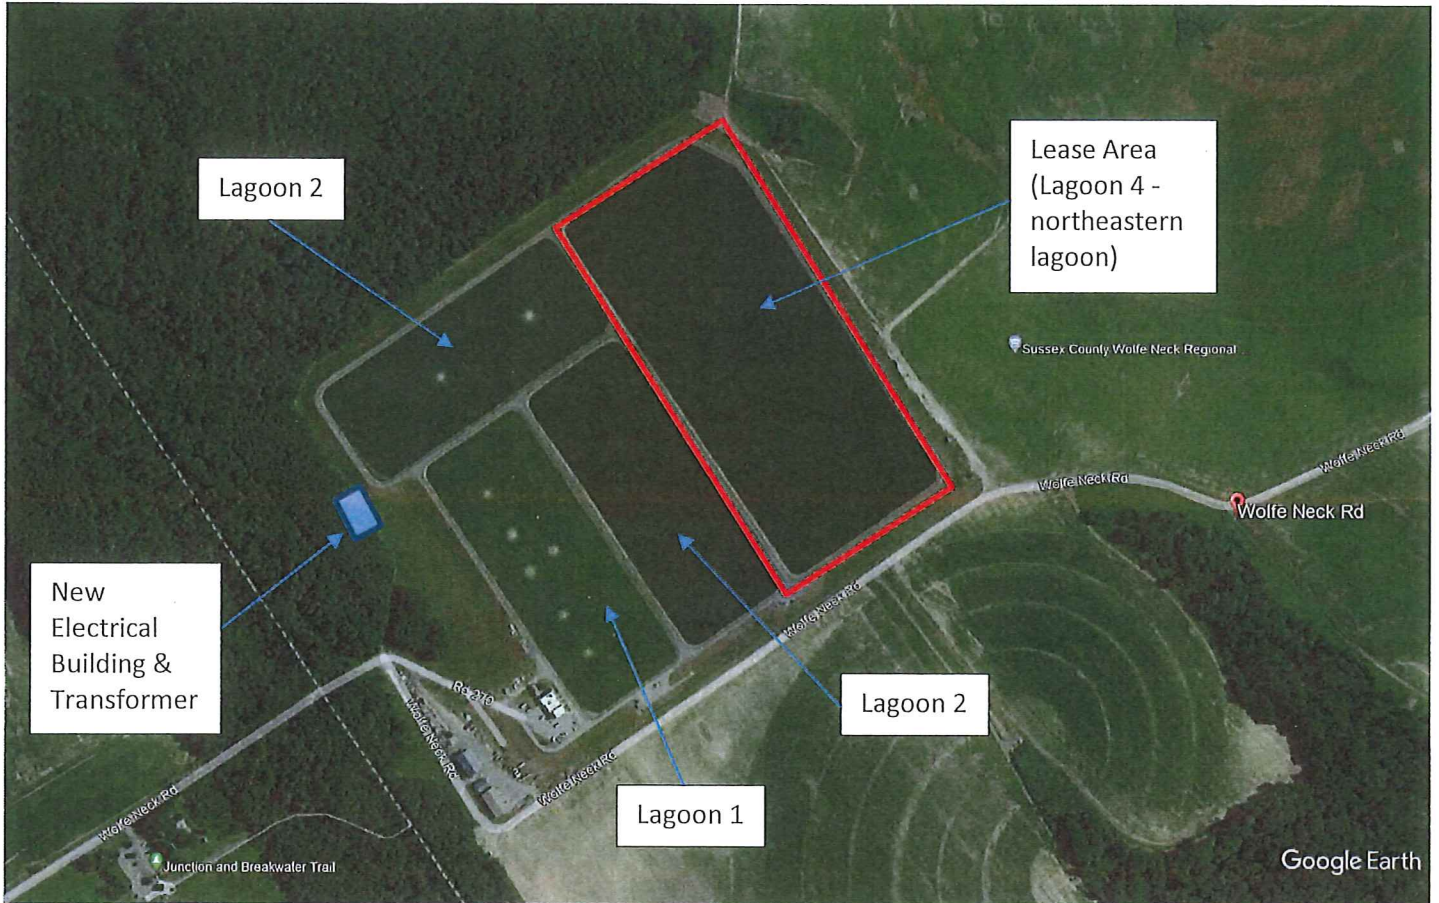 Lagoon 2
Lease Area
(Lagoon 4 -
northeastern
lagoon)
Sussex County Wolfe Neck Regional ...
Wolfe Neck Rd
Wolfe Neck Rd
Wolfe Neck Rd
New
Electrical
Building &
Transformer
Wolfe Neck Rd
Rd 270
Wolfe Neck Rd
Lagoon 2
Wolfe Neck Rd
Wolfe Neck Rd
Lagoon 1
Junction and Breakwater Trail
Google Earth